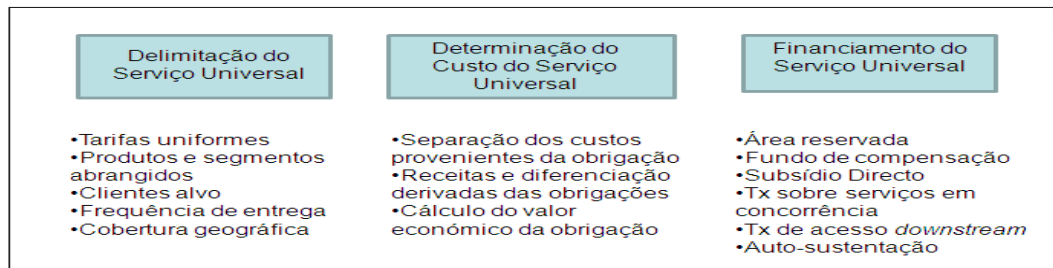 Delimitação do
Serviço Universal
Determinação do
Custo do Serviço
Universal
Financiamento do
Serviço Universal
•Tarifas uniformes
•Produtos e segmentos
abrangidos
•Clientes alvo
•Frequência de entrega
•Cobertura geográfica
•Separação dos custos
provenientes da obrigação
•Receitas e diferenciação
derivadas das obrigações
•Cálculo do valor
económico da obrigação
•Área reservada
•Fundo de compensação
•Subsídio Directo
•Tx sobre serviços em
concorrência
•Tx de acesso downstream
•Auto-sustentação